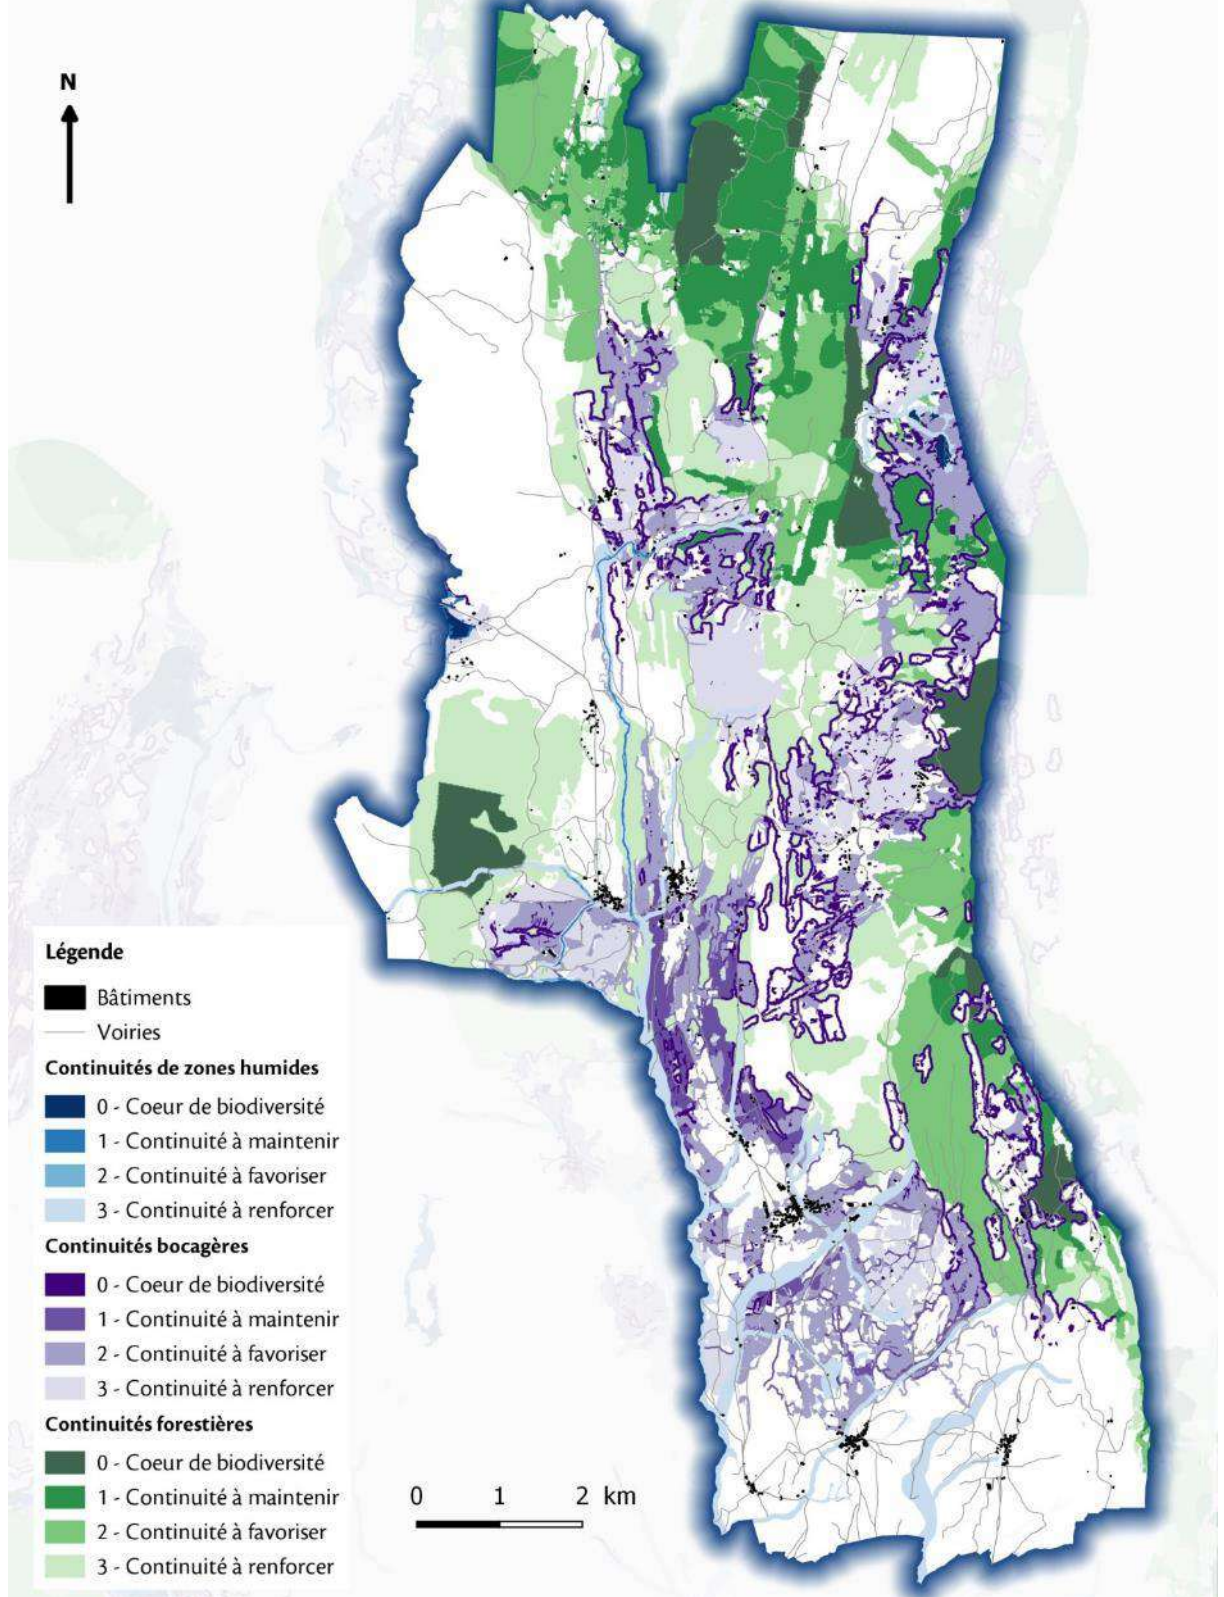 N
Légende
Bâtiments
Voiries
Continuités de zones humides
0 - Coeur de biodiversité
1 - Continuité à maintenir
2 - Continuité à favoriser
3 - Continuité à renforcer
Continuités bocagères
0 - Coeur de biodiversité
1 - Continuité à maintenir
2 - Continuité à favoriser
3 - Continuité à renforcer
Continuités forestières
0 - Coeur de biodiversité
1 - Continuité à maintenir
2 - Continuité à favoriser
3 - Continuité à renforcer
0 1 2 km